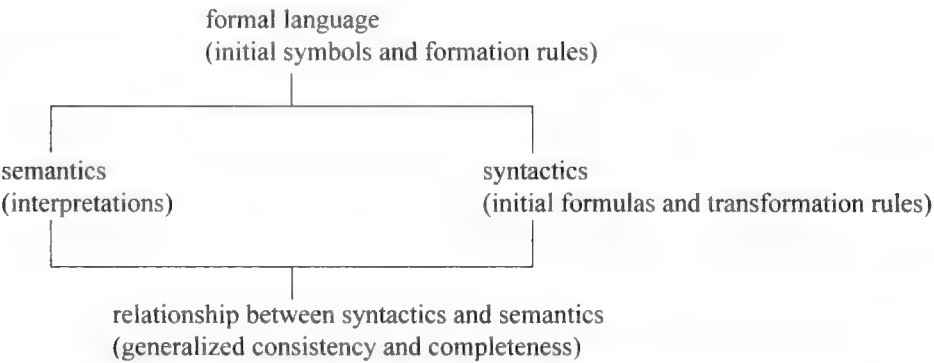 formal language
(initial symbols and formation rules)
semantics
(interpretations)
syntactics
(initial formulas and transformation rules)
relationship between syntactics and semantics
(generalized consistency and completeness)